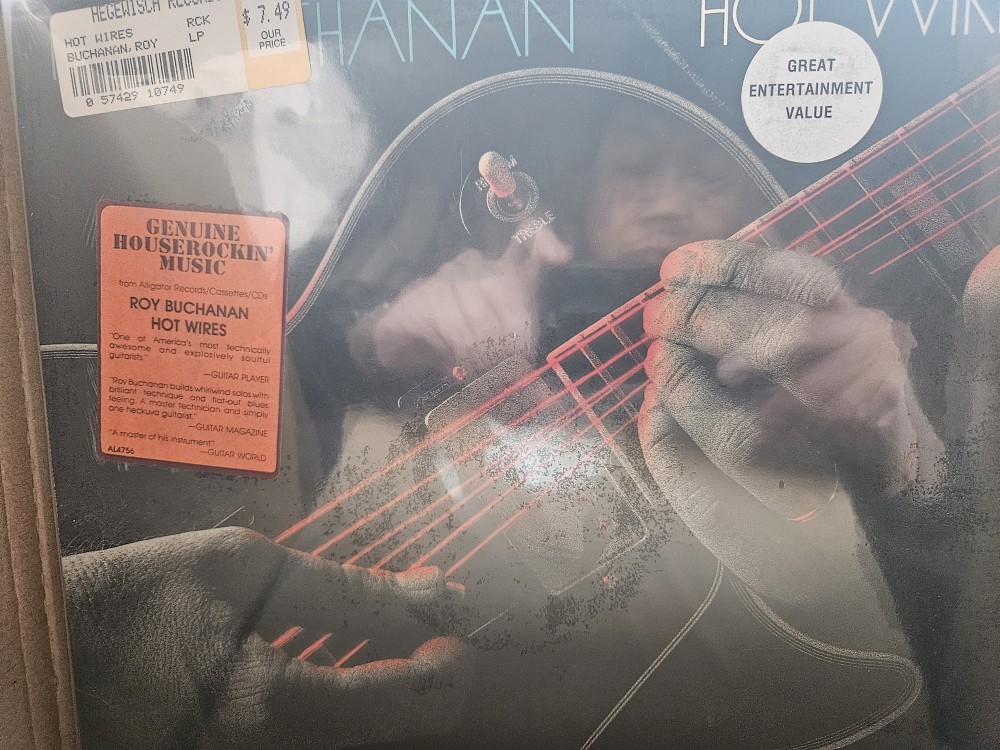 HEGEWISCH RECORDS
$ 7.49
RCK
HOT WIRES LP OUR
BUCHANAN,ROY PRICE
0 57429 10749
HANAN
HOT WIR
GREAT
ENTERTAINMENT
VALUE
TREBLE
GENUINE
HOUSEROCKIN'
MUSIC
from Alligator Records/Cassettes/CDs
ROY BUCHANAN
HOT WIRES
"One of America's most technically
awesome and explosively soulful
guitarists."
—GUITAR PLAYER
"Roy Buchanan builds whirlwind solos with
brilliant technique and flat-out blues
feeling. A master technician and simply
one heckuva guitarist."
—GUITAR MAGAZINE
"A master of his instrument"
—GUITAR WORLD
AL4756